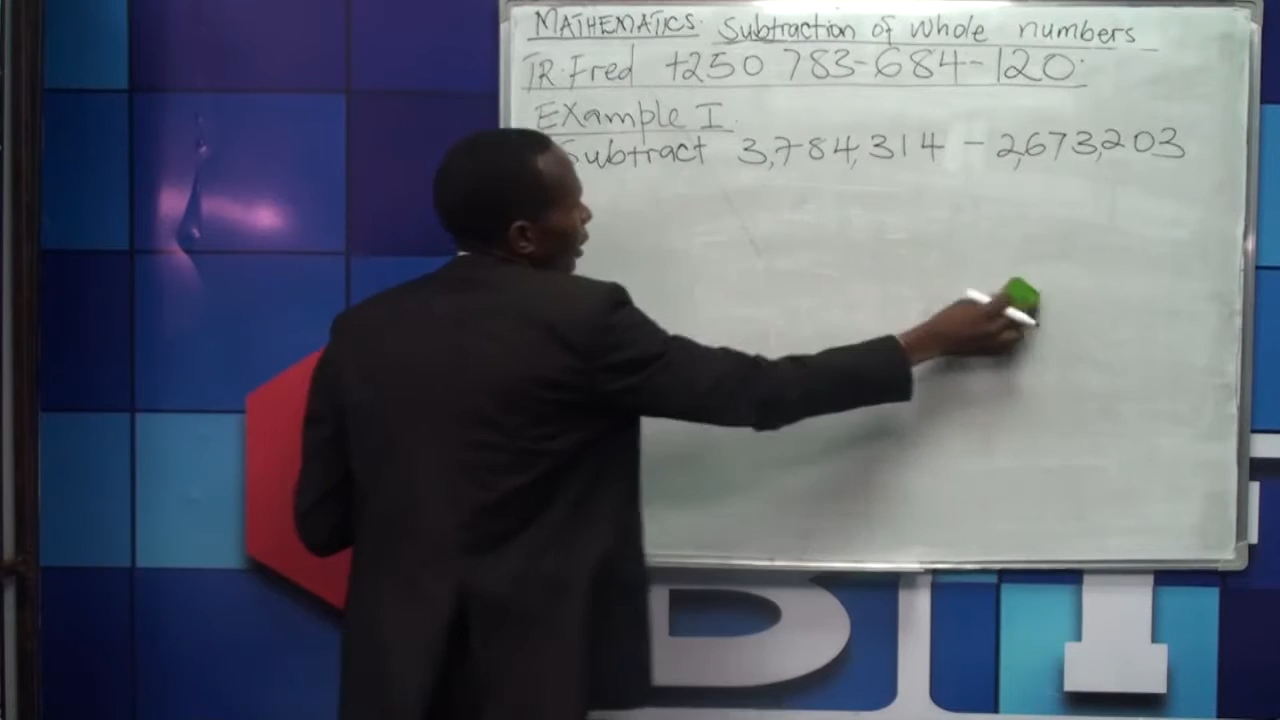 MATHEMATICS: Subtraction of Whole numbers
TR. Fred +250 783-684-120.
Example I.
Subtract 3,784,314 - 2,673,203